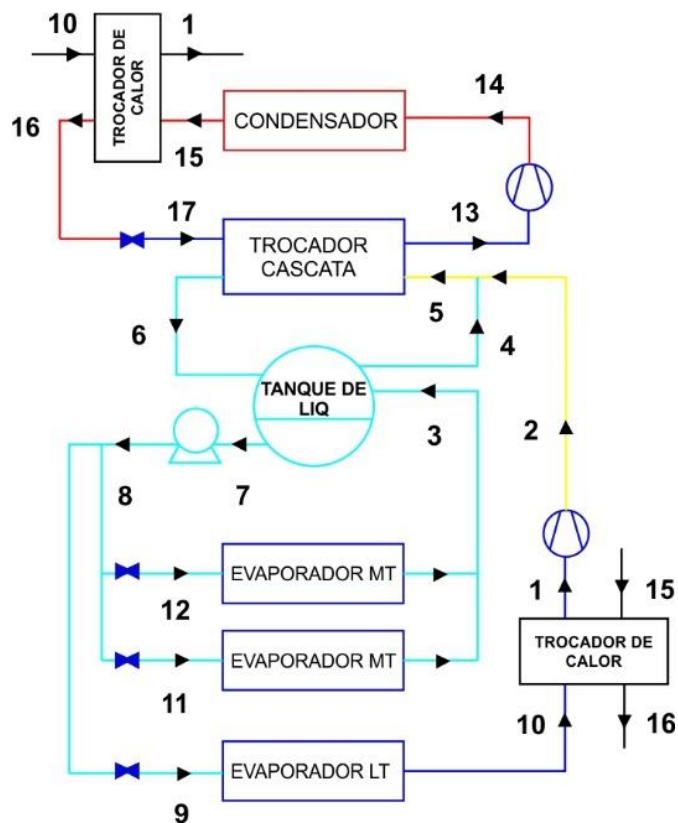 10
1
TROCADOR DE
CALOR
14
CONDENSADOR
16
15
17
13
TROCADOR
CASCATA
5
6
4
TANQUE DE
LIQ
3
2
8
7
EVAPORADOR MT
12
1
15
EVAPORADOR MT
TROCADOR DE
CALOR
11
10
16
EVAPORADOR LT
9